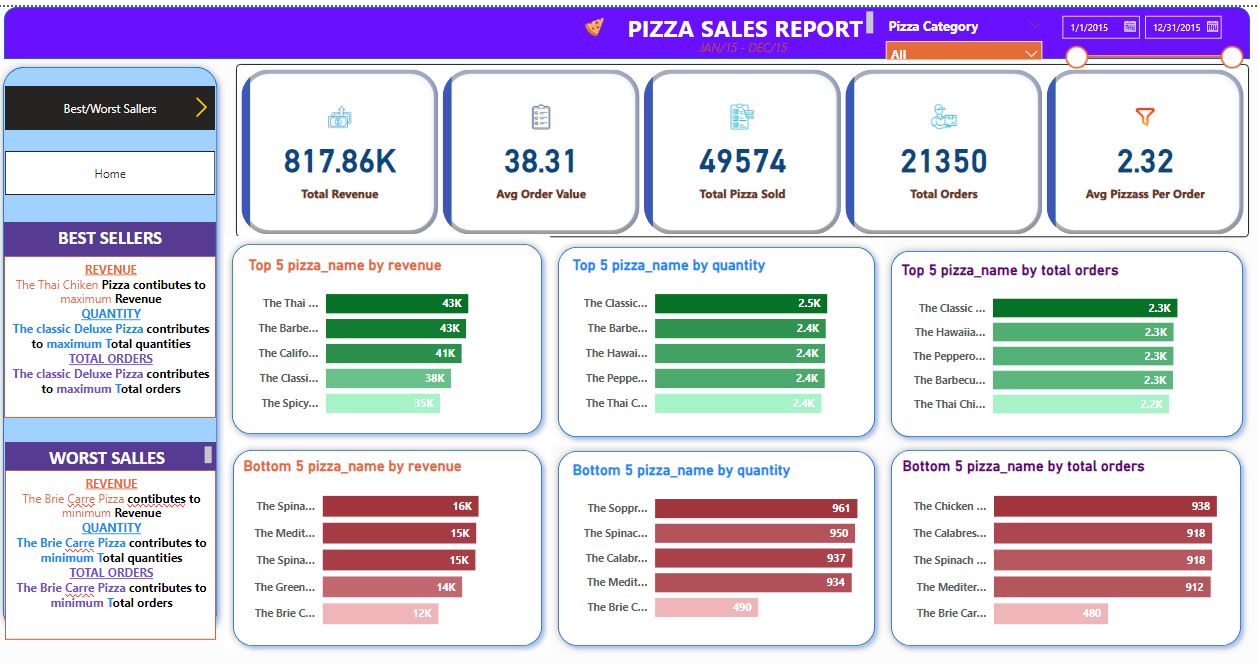 PIZZA SALES REPORT
JAN/15 - DEC/15
Pizza Category
All
1/1/2015
12/31/2015
Best/Worst Sallers
Home
817.86K
Total Revenue
38.31
Avg Order Value
49574
Total Pizza Sold
21350
Total Orders
2.32
Avg Pizzass Per Order
BEST SELLERS
REVENUE
The Thai Chiken Pizza contibutes to
maximum Revenue
QUANTITY
The classic Deluxe Pizza contributes
to maximum Total quantities
TOTAL ORDERS
The classic Deluxe Pizza contributes
to maximum Total orders
WORST SALLES
REVENUE
The Brie Carre Pizza contibutes to
minimum Revenue
QUANTITY
The Brie Carre Pizza contributes to
minimum Total quantities
TOTAL ORDERS
The Brie Carre Pizza contributes to
minimum Total orders
Top 5 pizza_name by revenue
The Thai ... 43K
The Barbe... 43K
The Califo... 41K
The Classi... 38K
The Spicy... 35K
Top 5 pizza_name by quantity
The Classic... 2.5K
The Barbe... 2.4K
The Hawai... 2.4K
The Peppe... 2.4K
The Thai C... 2.4K
Top 5 pizza_name by total orders
The Classic ... 2.3K
The Hawaiia... 2.3K
The Peppero... 2.3K
The Barbecu... 2.3K
The Thai Chi... 2.2K
Bottom 5 pizza_name by revenue
The Spina... 16K
The Medit... 15K
The Spina... 15K
The Green... 14K
The Brie C... 12K
Bottom 5 pizza_name by quantity
The Soppr... 961
The Spinac... 950
The Calabr... 937
The Medit... 934
The Brie C... 490
Bottom 5 pizza_name by total orders
The Chicken ... 938
The Calabres... 918
The Spinach ... 918
The Mediter... 912
The Brie Car... 480